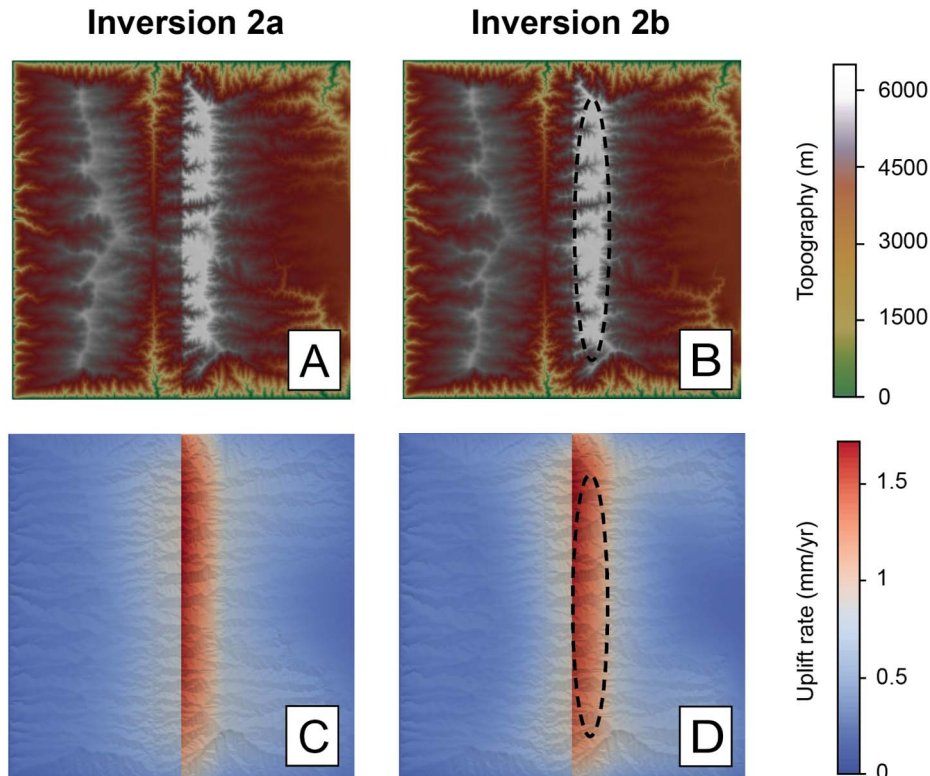 Inversion 2a
Inversion 2b
A
B
6000
4500
3000
1500
0
Topography (m)
C
D
1.5
1
0.5
0
Uplift rate (mm/yr)